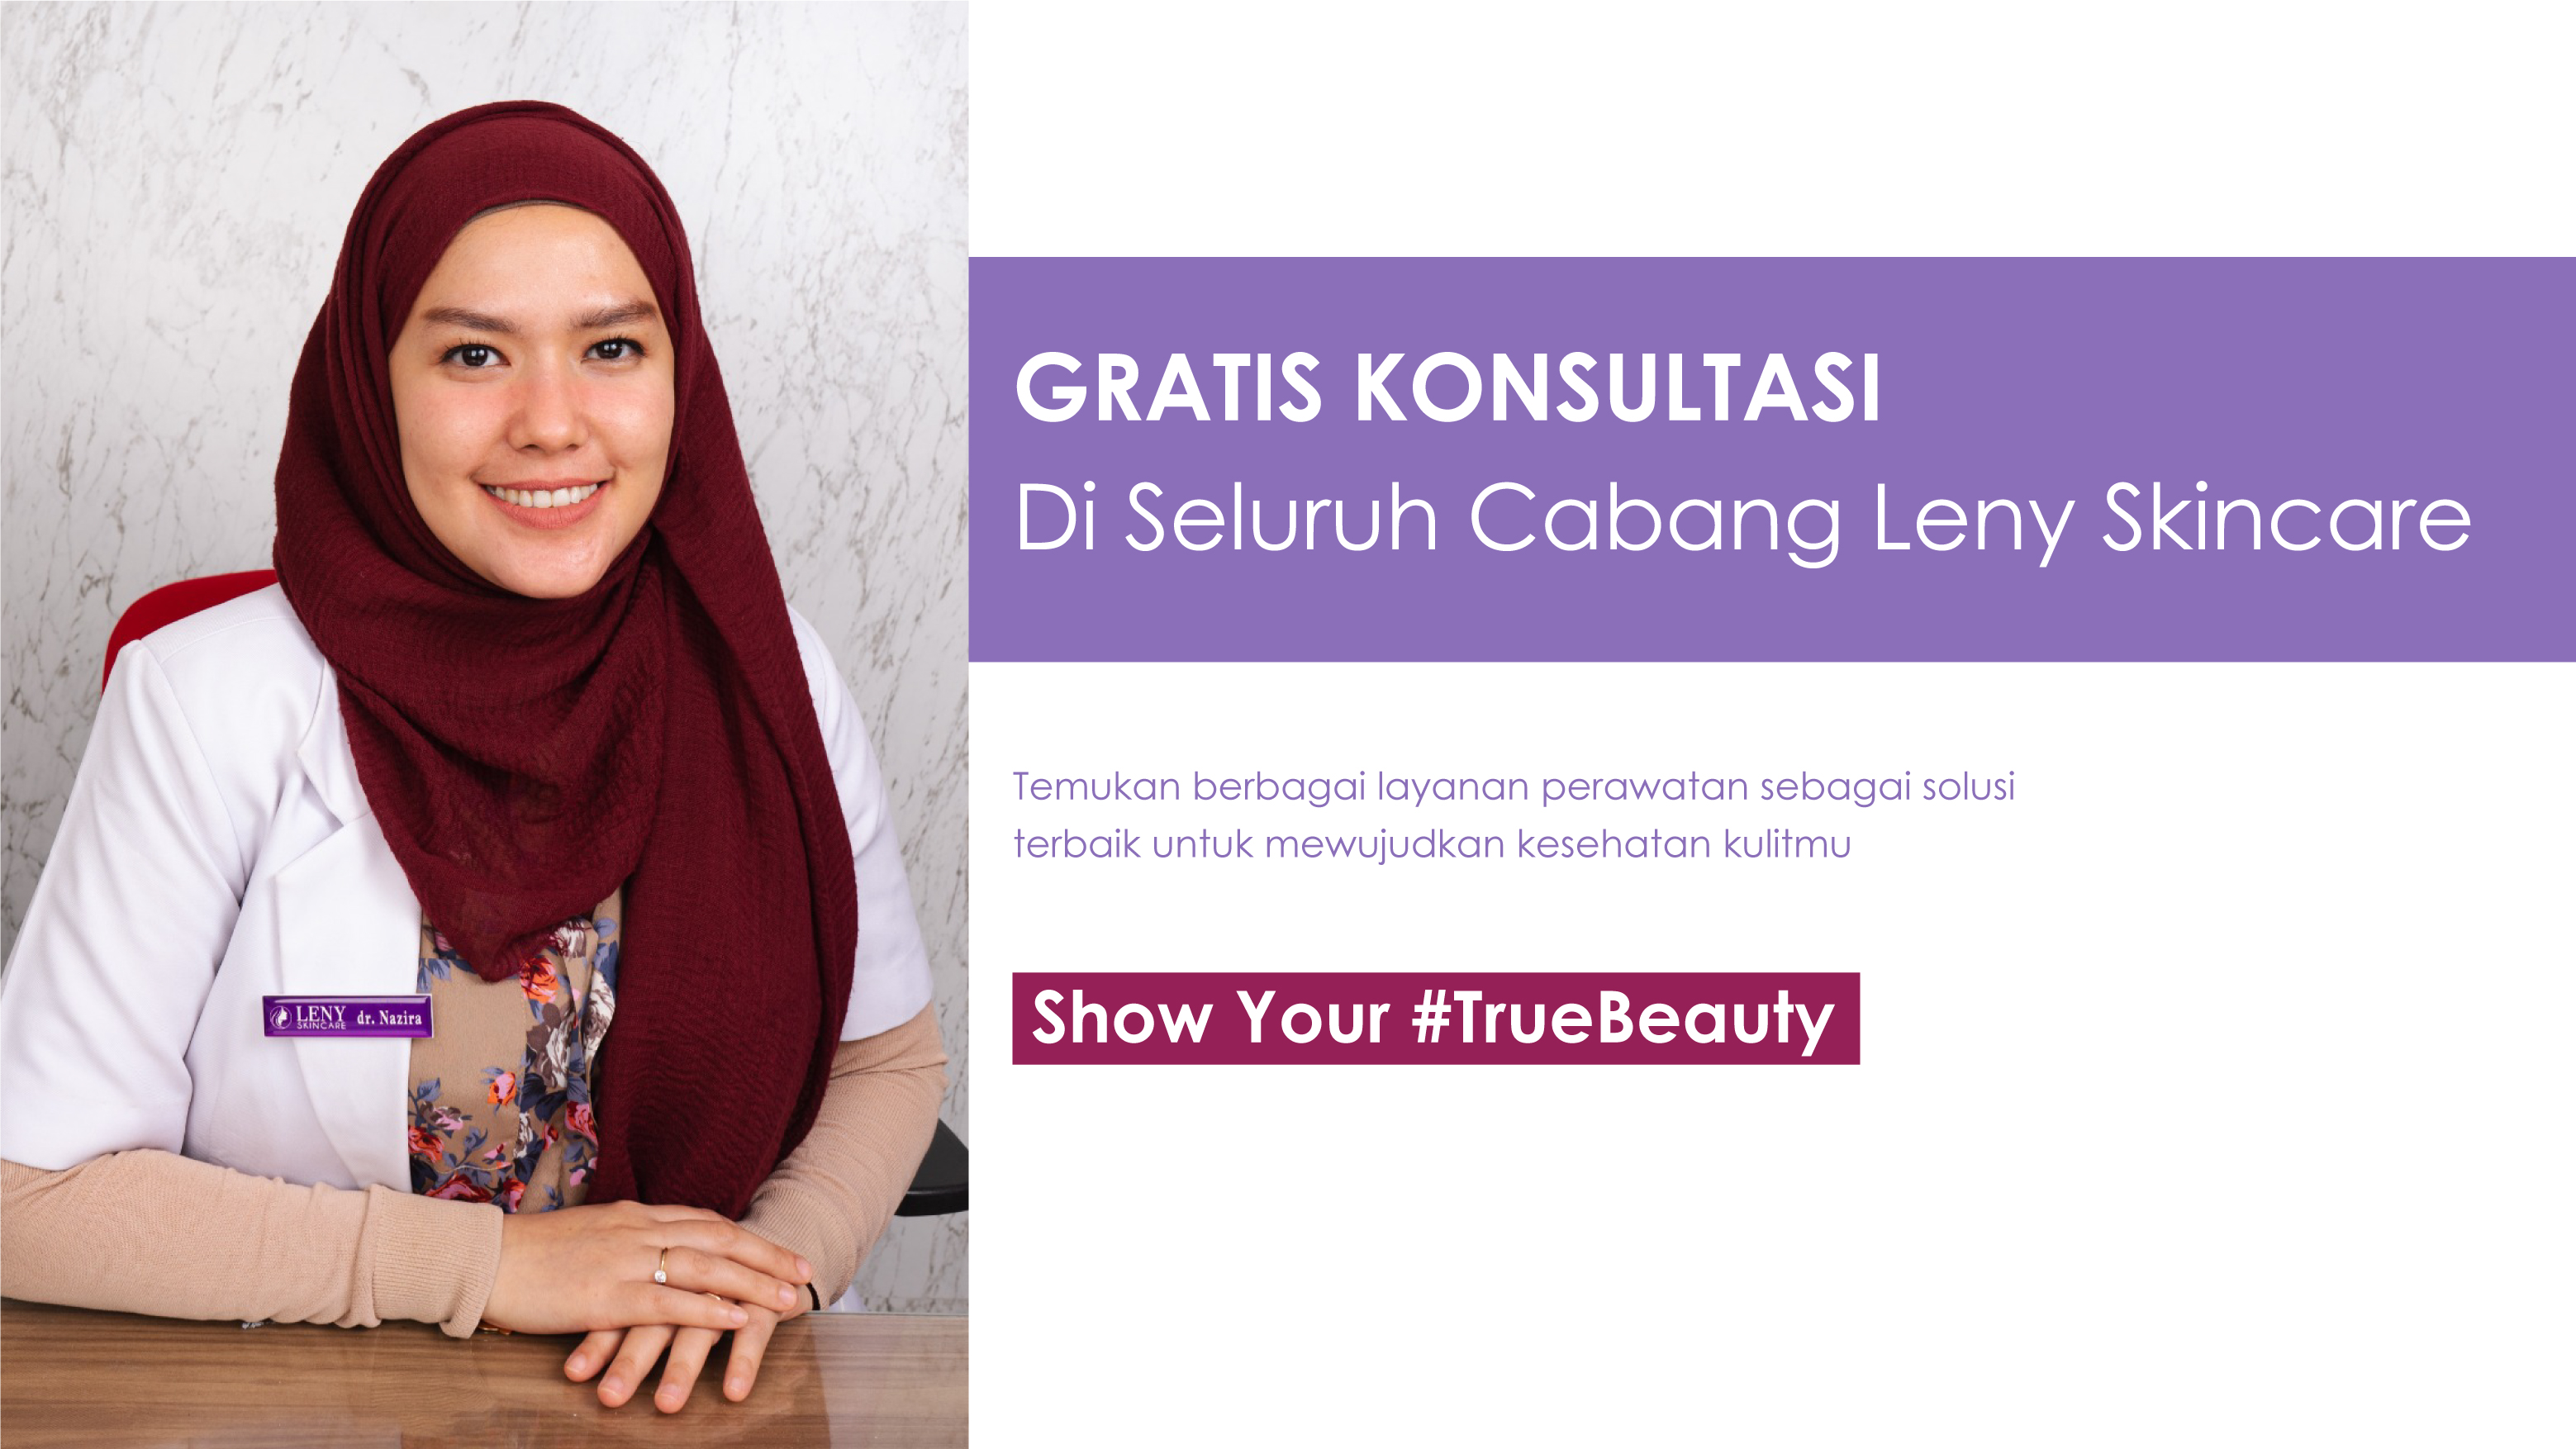 GRATIS KONSULTASI
Di Seluruh Cabang Leny Skincare
Temukan berbagai layanan perawatan sebagai solusi
terbaik untuk mewujudkan kesehatan kulitmu
Show Your #TrueBeauty
LENY
SKINCARE
dr. Nazira